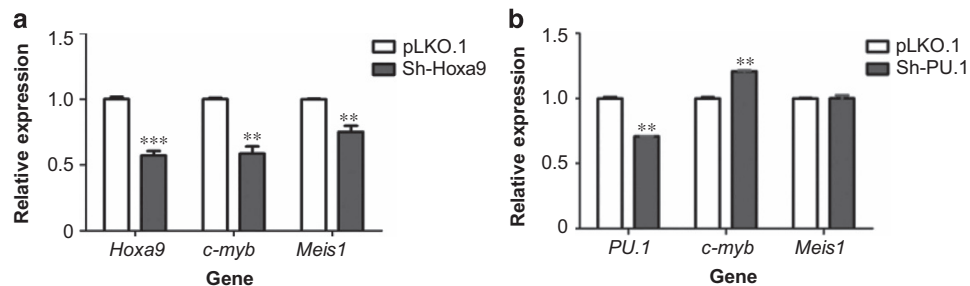 a
1.5
1.0
0.5
0
Relative expression
pLKO.1
Sh-Hoxa9
***
**
**
Hoxa9 c-myb Meis1
Gene
b
1.5
1.0
0.5
0
Relative expression
pLKO.1
Sh-PU.1
**
**
PU.1 c-myb Meis1
Gene